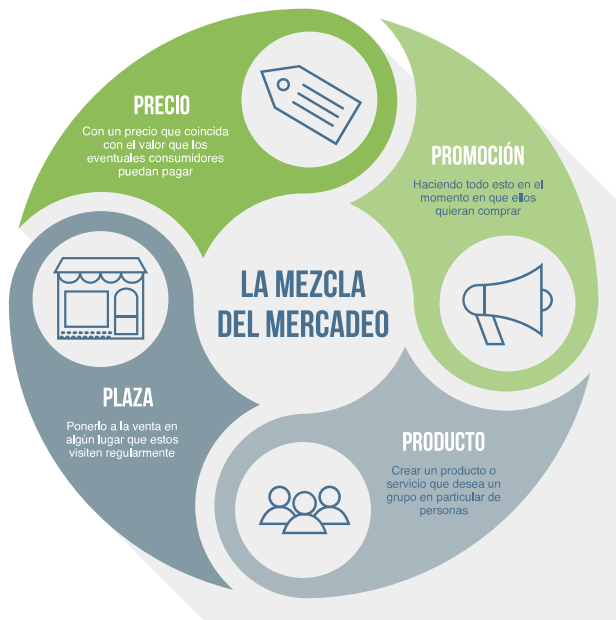 PRECIO
Con un precio que coincida
con el valor que los
eventuales consumidores
puedan pagar
PROMOCIÓN
Haciendo todo esto en el
momento en que ellos
quieran comprar
LA MEZCLA
DEL MERCADEO
PLAZA
Ponerlo a la venta en
algún lugar que estos
visiten regularmente
PRODUCTO
Crear un producto o
servicio que desea un
grupo en particular de
personas